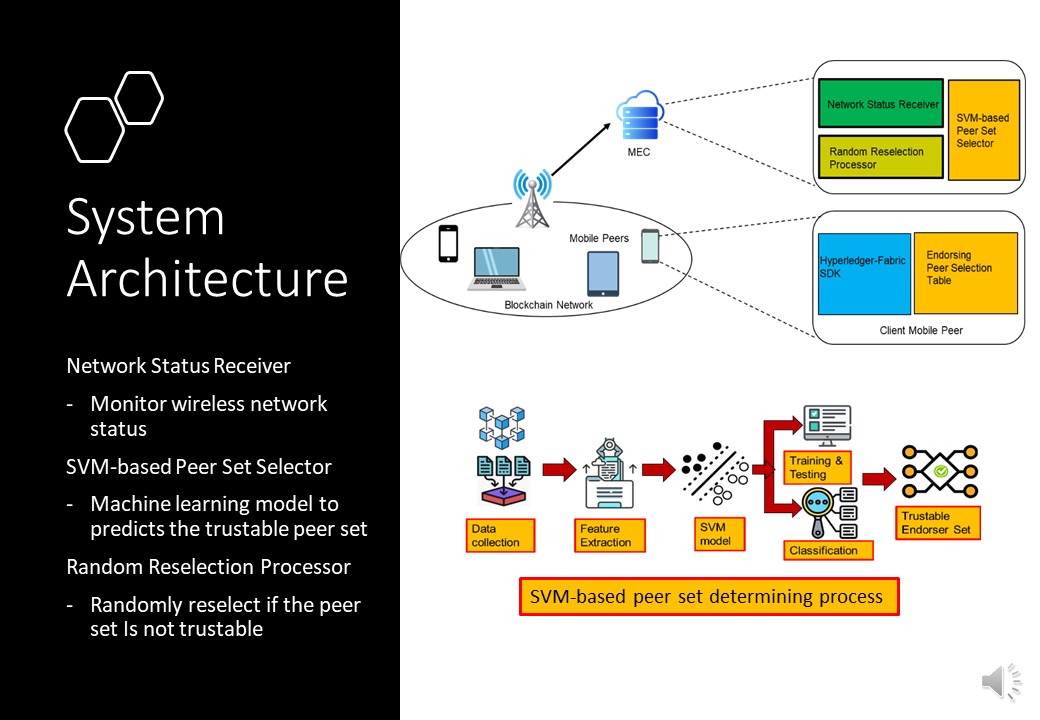 System
Architecture
Network Status Receiver
- Monitor wireless network
status
SVM-based Peer Set Selector
- Machine learning model to
predicts the trustable peer set
Random Reselection Processor
- Randomly reselect if the peer
set Is not trustable
MEC
Network Status Receiver
Random Reselection
Processor
SVM-based
Peer Set
Selector
Mobile Peers
Blockchain Network
Hyperledger-Fabric
SDK
Endorsing
Peer Selection
Table
Client Mobile Peer
Data
collection
Feature
Extraction
SVM
model
Training &
Testing
Classification
Trustable
Endorser Set
SVM-based peer set determining process